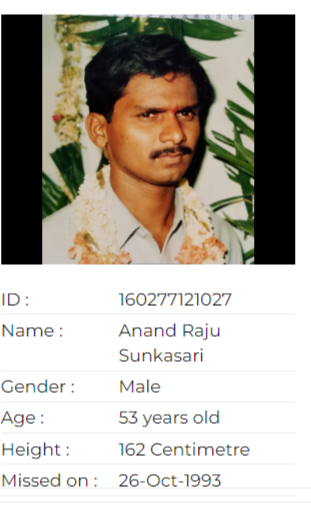 ID : 160277121027
Name : Anand Raju
Sunkasari
Gender : Male
Age : 53 years old
Height : 162 Centimetre
Missed on : 26-Oct-1993